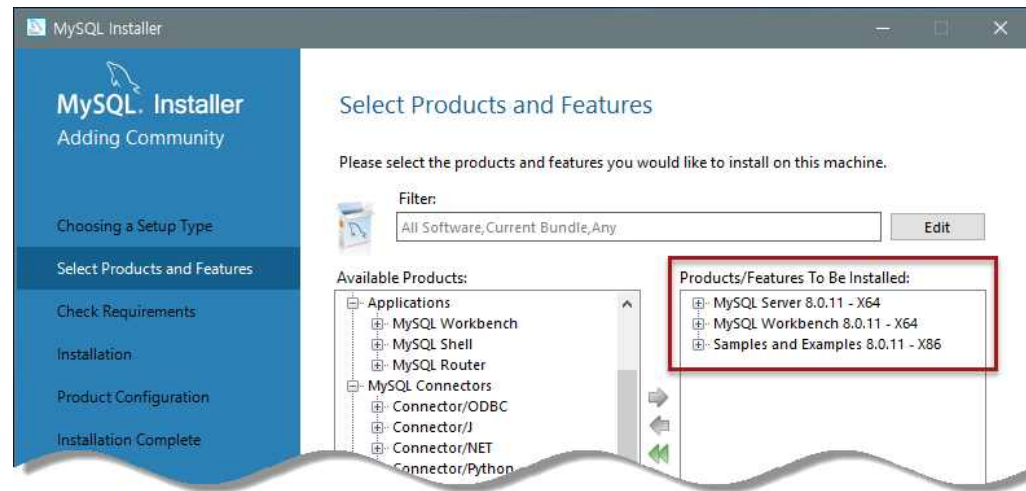 MySQL Installer
MySQL. Installer
Adding Community
Choosing a Setup Type
Select Products and Features
Check Requirements
Installation
Product Configuration
Installation Complete
Select Products and Features
Please select the products and features you would like to install on this machine.
Filter:
All Software,Current Bundle,Any
Edit
Available Products:
Applications
MySQL Workbench
MySQL Shell
MySQL Router
MySQL Connectors
Connector/ODBC
Connector/J
Connector/NET
Connector/Python
Products/Features To Be Installed:
MySQL Server 8.0.11 - X64
MySQL Workbench 8.0.11 - X64
Samples and Examples 8.0.11 - X86